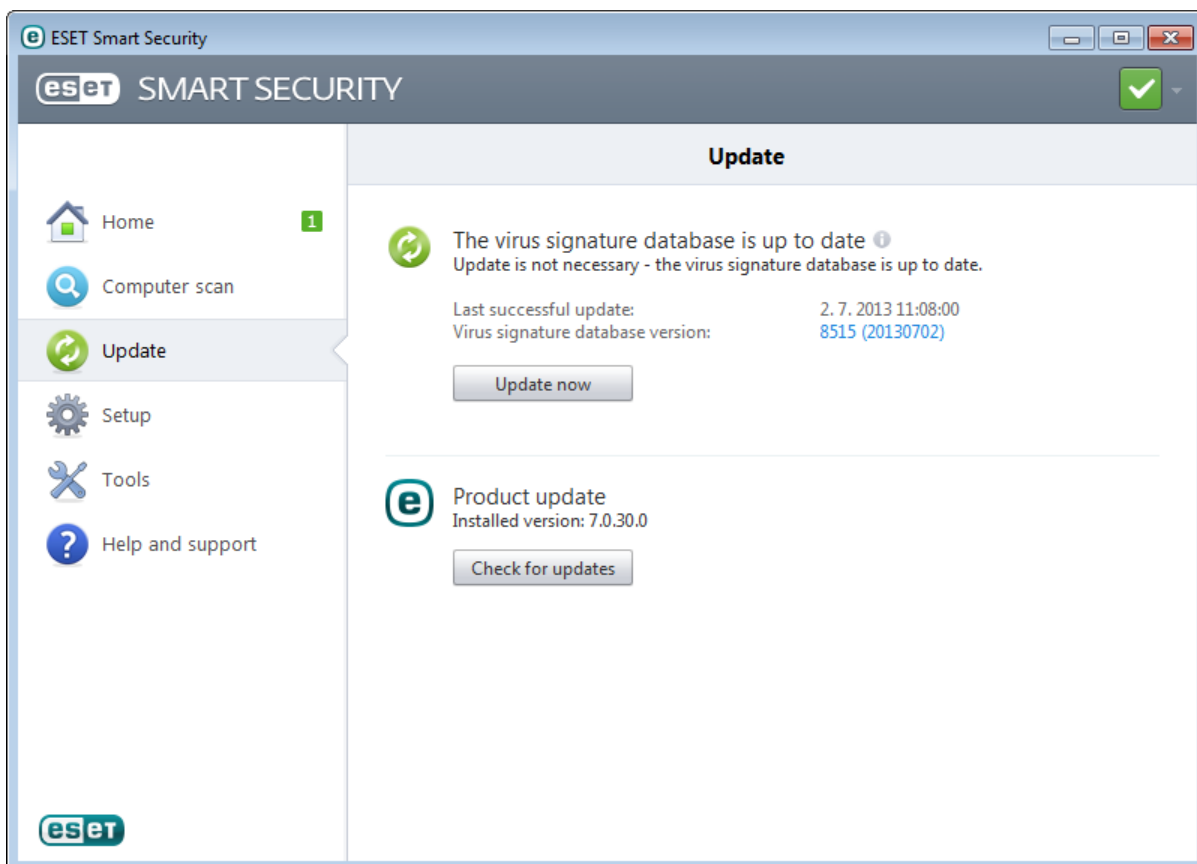 ESET Smart Security
eseT SMART SECURITY
Update
Home 1
Computer scan
Update
Setup
Tools
Help and support
The virus signature database is up to date
Update is not necessary - the virus signature database is up to date.
Last successful update: 2. 7. 2013 11:08:00
Virus signature database version: 8515 (20130702)
Update now
Product update
Installed version: 7.0.30.0
Check for updates
eseT